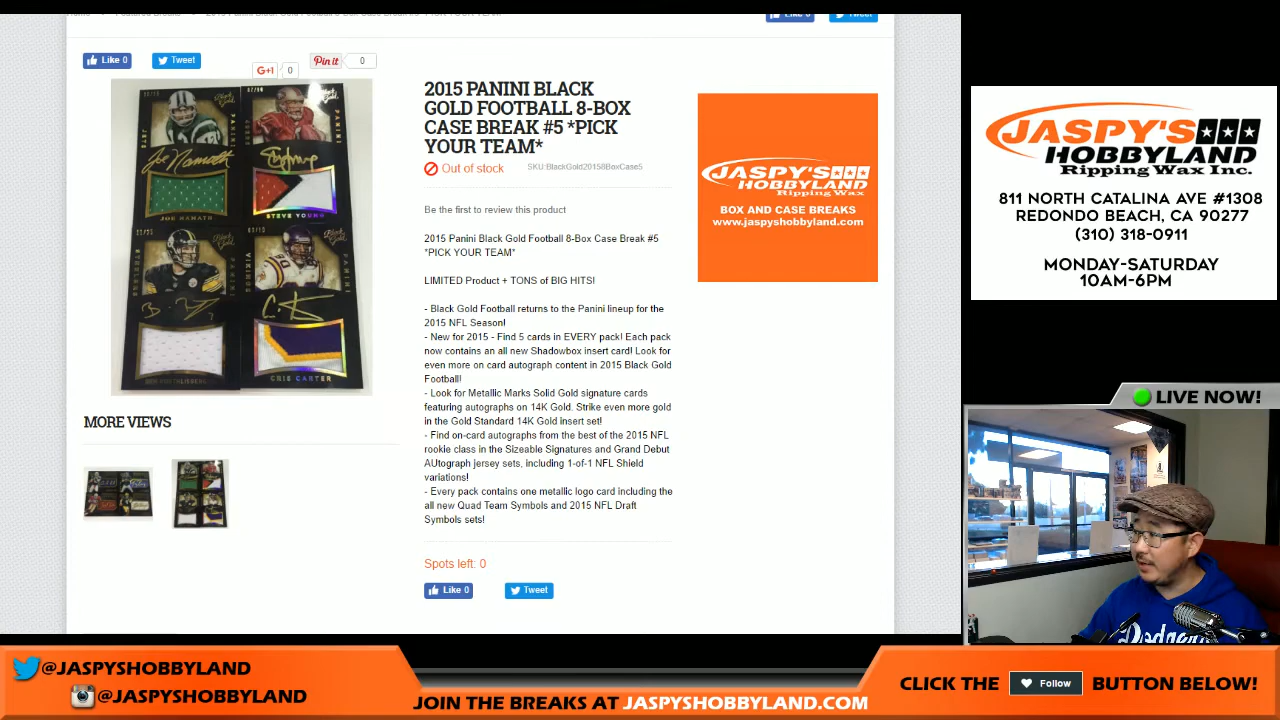 Like 0
Tweet
Like 0
Tweet
G+1
0
Pin it
0
2015 PANINI BLACK
GOLD FOOTBALL 8-BOX
CASE BREAK #5 *PICK
YOUR TEAM*
Out of stock
SKU:BlackGold20158BoxCase5
Be the first to review this product
2015 Panini Black Gold Football 8-Box Case Break #5
*PICK YOUR TEAM*
LIMITED Product + TONS of BIG HITS!
- Black Gold Football returns to the Panini lineup for the
2015 NFL Season!
- New for 2015 - Find 5 cards in EVERY pack! Each pack
now contains an all new Shadowbox insert card! Look for
even more on card autograph content in 2015 Black Gold
Football!
- Look for Metallic Marks Solid Gold signature cards
featuring autographs on 14K Gold. Strike even more gold
in the Gold Standard 14K Gold insert set!
- Find on-card autographs from the best of the 2015 NFL
rookie class in the Sizeable Signatures and Grand Debut
AUtograph jersey sets, including 1-of-1 NFL Shield
variations!
- Every pack contains one metallic logo card including the
all new Quad Team Symbols and 2015 NFL Draft
Symbols sets!
Spots left: 0
Like 0
Tweet
JETS
PANINI
PANINI
Joe Namath
JOE NAMATH
STEVE YOUNG
VIKINGS
PANINI
PANINI
CRIS CARTER
MORE VIEWS
JASPY'S
HOBBYLAND
Ripping Wax
BOX AND CASE BREAKS
www.jaspyshobbyland.com
JASPY'S
HOBBYLAND
Ripping Wax Inc.
811 NORTH CATALINA AVE #1308
REDONDO BEACH, CA 90277
(310) 318-0911
MONDAY-SATURDAY
10AM-6PM
LIVE NOW!
Dodgers
@JASPYSHOBBYLAND
@JASPYSHOBBYLAND
JOIN THE BREAKS AT JASPYSHOBBYLAND.COM
CLICK THE Follow BUTTON BELOW!